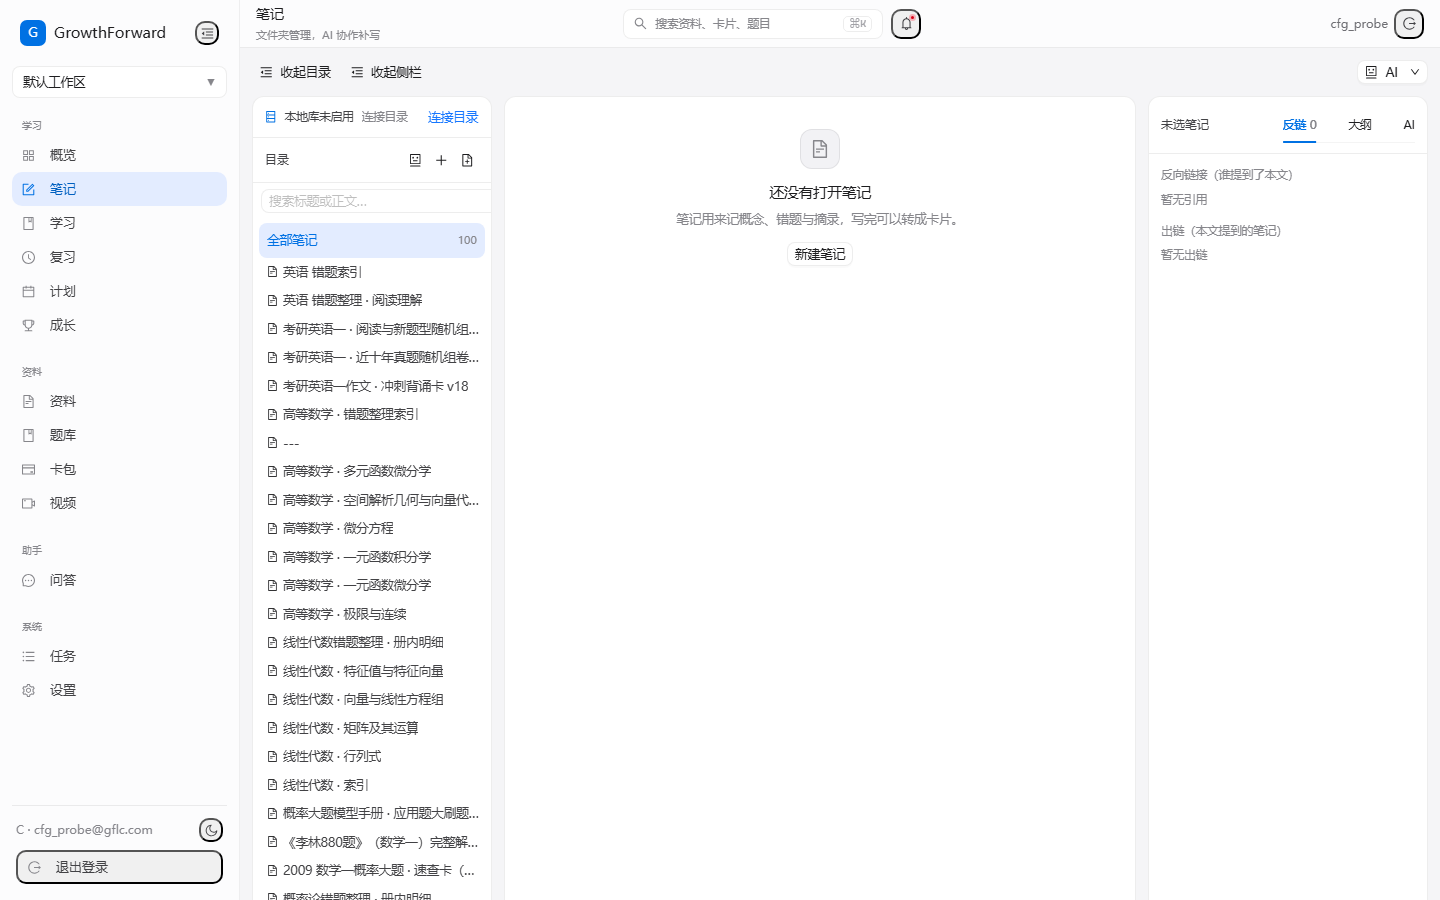 G GrowthForward
默认工作区
学习
概览
笔记
学习
复习
计划
成长
资料
资料
题库
卡包
视频
助手
问答
系统
任务
设置
C · cfg_probe@gflc.com
退出登录
笔记
文件夹管理，AI 协作补写
搜索资料、卡片、题目
⌘K
cfg_probe
收起目录
收起侧栏
AI
本地库未启用 连接目录 连接目录
目录
搜索标题或正文...
全部笔记 100
英语 错题索引
英语 错题整理 · 阅读理解
考研英语一 · 阅读与新题型随机组...
考研英语一 · 近十年真题随机组卷...
考研英语一作文 · 冲刺背诵卡 v18
高等数学 · 错题整理索引
---
高等数学 · 多元函数微分学
高等数学 · 空间解析几何与向量代...
高等数学 · 微分方程
高等数学 · 一元函数积分学
高等数学 · 一元函数微分学
高等数学 · 极限与连续
线性代数错题整理 · 册内明细
线性代数 · 特征值与特征向量
线性代数 · 向量与线性方程组
线性代数 · 矩阵及其运算
线性代数 · 行列式
线性代数 · 索引
概率大题模型手册 · 应用题大刷题...
《李林880题》（数学一）完整解...
2009 数学一概率大题 · 速查卡（...
概率论错题整理 · 册内明细
还没有打开笔记
笔记用来记概念、错题与摘录，写完可以转成卡片。
新建笔记
未选笔记
反链 0
大纲
AI
反向链接（谁提到了本文）
暂无引用
出链（本文提到的笔记）
暂无出链